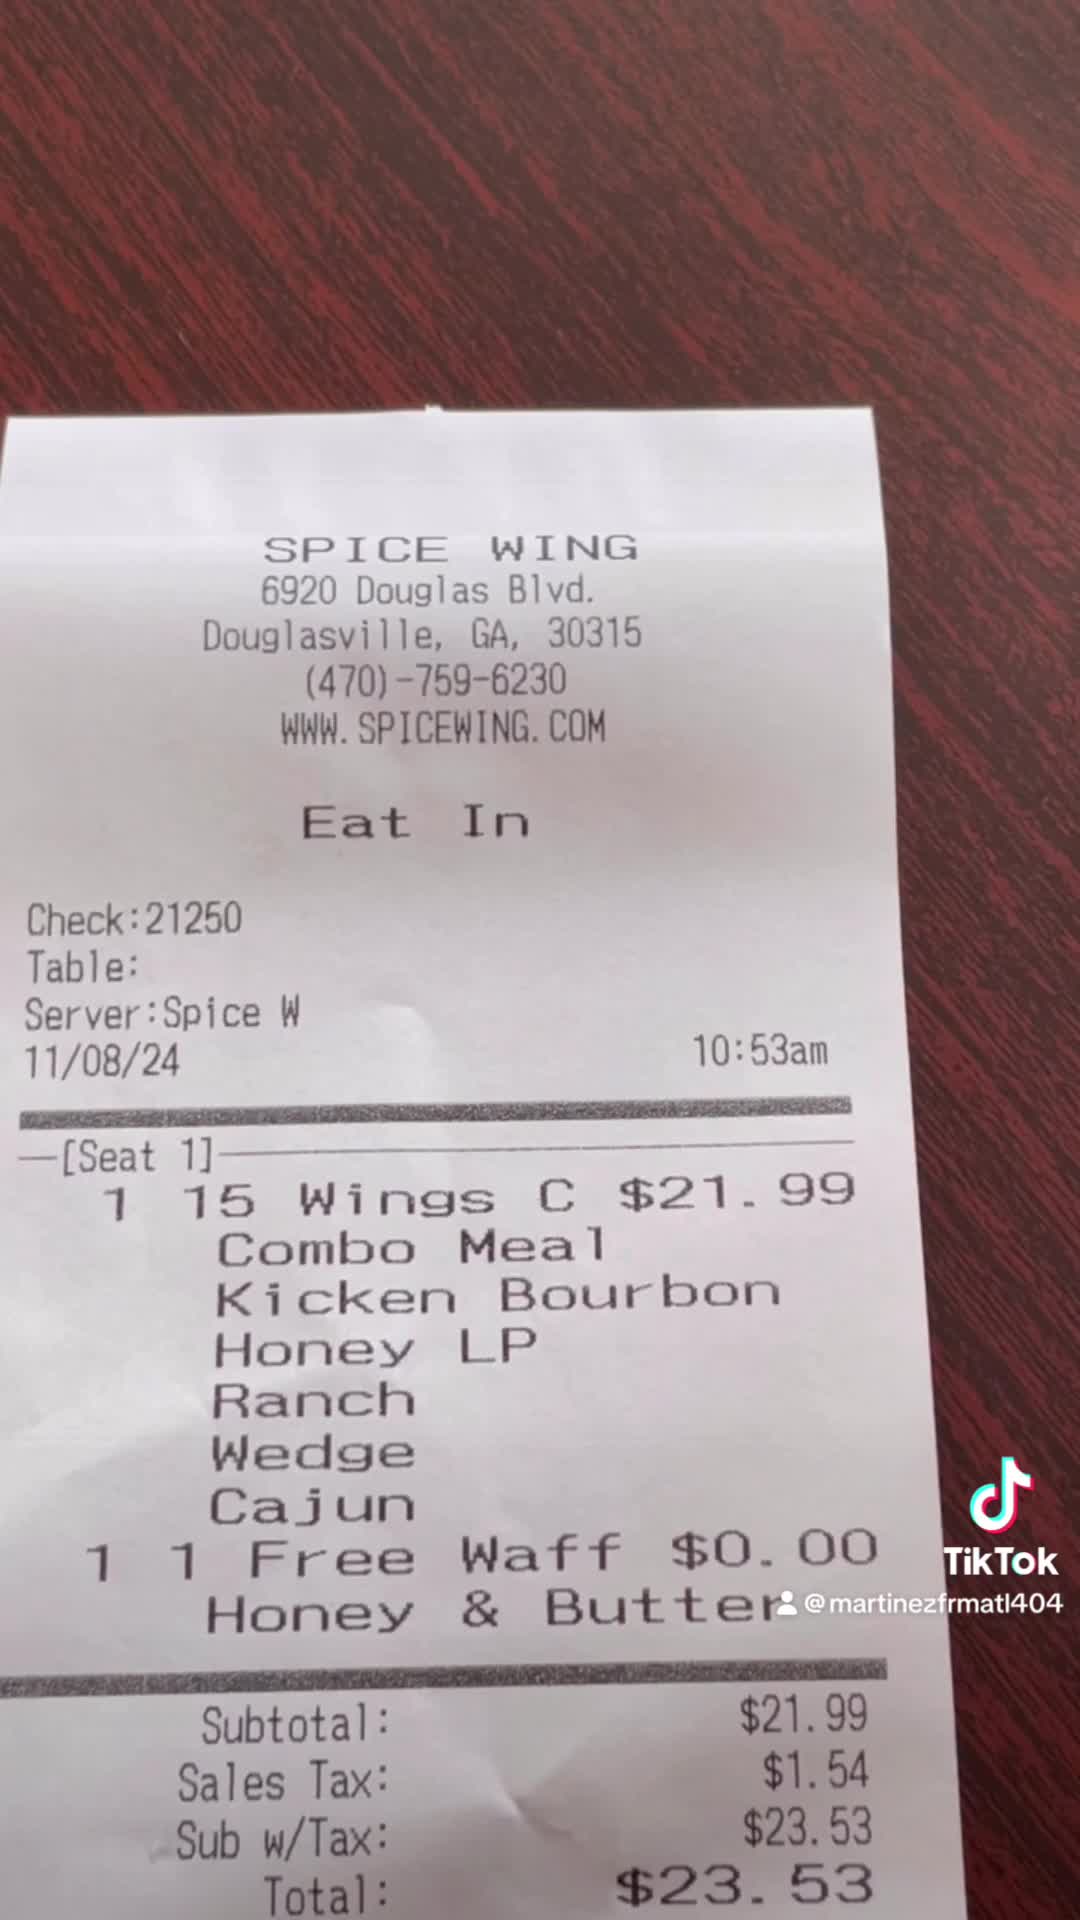 SPICE WING
6920 Douglas Blvd.
Douglasville, GA, 30315
(470)-759-6230
WWW.SPICEWING.COM
Eat In
Check:21250
Table:
Server:Spice W
11/08/24 10:53am
[Seat 1]
1 15 Wings C $21.99
Combo Meal
Kicken Bourbon
Honey LP
Ranch
Wedge
Cajun
1 1 Free Waff $0.00
Honey & Butter
TikTok
@martinezfrmatl404
Subtotal: $21.99
Sales Tax: $1.54
Sub w/Tax: $23.53
Total: $23.53